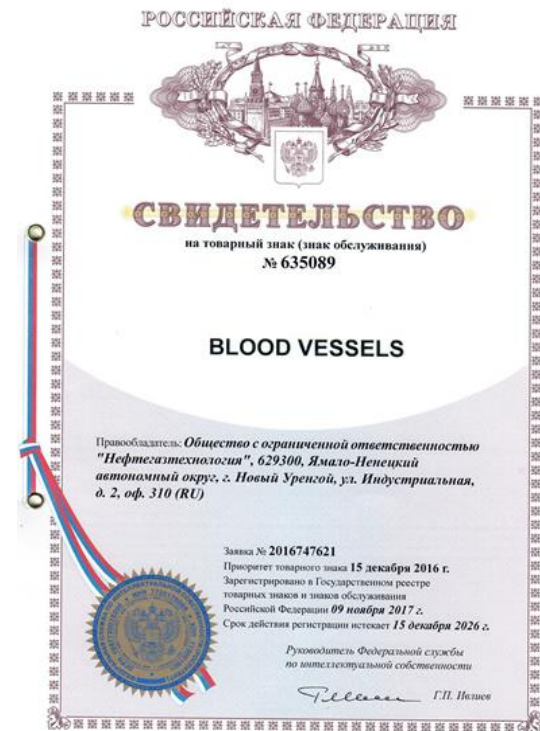 РОССИЙСКАЯ ФЕДЕРАЦИЯ
СВИДЕТЕЛЬСТВО
на товарный знак (знак обслуживания)
№ 635089
BLOOD VESSELS
Правообладатель: Общество с ограниченной ответственностью
"Нефтегазтехнология", 629300, Ямало-Ненецкий
автономный округ, г. Новый Уренгой, ул. Индустриальная,
д. 2, оф. 310 (RU)
Заявка № 2016747621
Приоритет товарного знака 15 декабря 2016 г.
Зарегистрировано в Государственном реестре
товарных знаков и знаков обслуживания
Российской Федерации 09 ноября 2017 г.
Срок действия регистрации истекает 15 декабря 2026 г.
Руководитель Федеральной службы
по интеллектуальной собственности
Г.П. Ивлиев